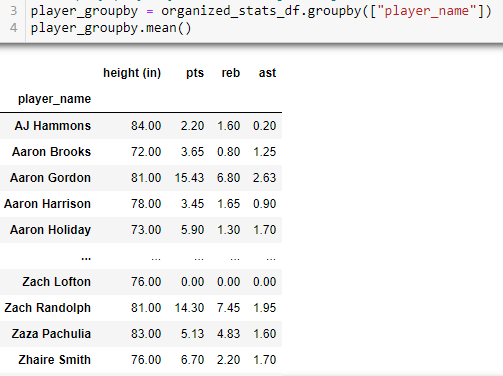 3 player_groupby = organized_stats_df.groupby(["player_name"])
4 player_groupby.mean()
height (in) pts reb ast
player_name
AJ Hammons 84.00 2.20 1.60 0.20
Aaron Brooks 72.00 3.65 0.80 1.25
Aaron Gordon 81.00 15.43 6.80 2.63
Aaron Harrison 78.00 3.45 1.65 0.90
Aaron Holiday 73.00 5.90 1.30 1.70
... ... ... ... ...
Zach Lofton 76.00 0.00 0.00 0.00
Zach Randolph 81.00 14.30 7.45 1.95
Zaza Pachulia 83.00 5.13 4.83 1.60
Zhaire Smith 76.00 6.70 2.20 1.70